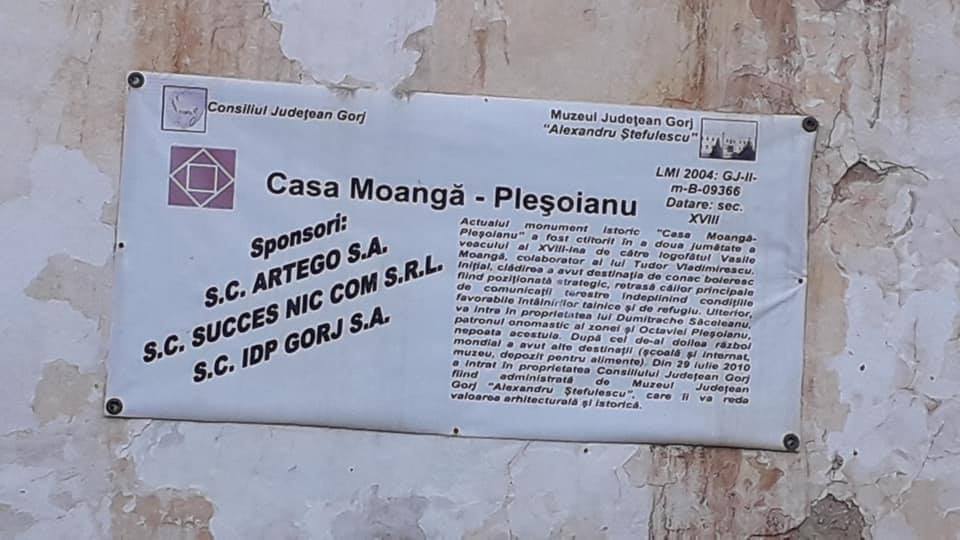 Consiliul Judeţean Gorj
Muzeul Judeţean Gorj
"Alexandru Ştefulescu"
LMI 2004: GJ-II-
m-B-09366
Datare: sec.
XVIII
Casa Moangă - Pleşoianu
Sponsori:
S.C. ARTEGO S.A.
S.C. SUCCES NIC COM S.R.L.
S.C. IDP GORJ S.A.
Actualul monument istoric "Casa Moangă-
Pleşoianu" a fost ctitorit în a doua jumătate a
veacului al XVIII-lea de către logofătul Vasile
Moangă, colaborator al lui Tudor Vladimirescu.
Iniţial, clădirea a avut destinaţia de conac boieresc
fiind poziţionată strategic, retrasă căilor principale
de comunicaţii terestre îndeplinind condiţiile
favorabile întâlnirilor tainice şi de refugiu. Ulterior,
va intra în proprietatea lui Dumitrache Săceleanu,
patronul onomastic al zonei şi Octaviei Pleşoianu,
nepoata acestuia. După cel de-al doilea război
mondial a avut alte destinaţii (şcoală şi internat,
muzeu, depozit pentru alimente). Din 29 iulie 2010
a intrat în proprietatea Consiliului Judeţean Gorj
fiind administrată de Muzeul Judeţean
Gorj "Alexandru Ştefulescu", care îi va reda
valoarea arhitecturală şi istorică.